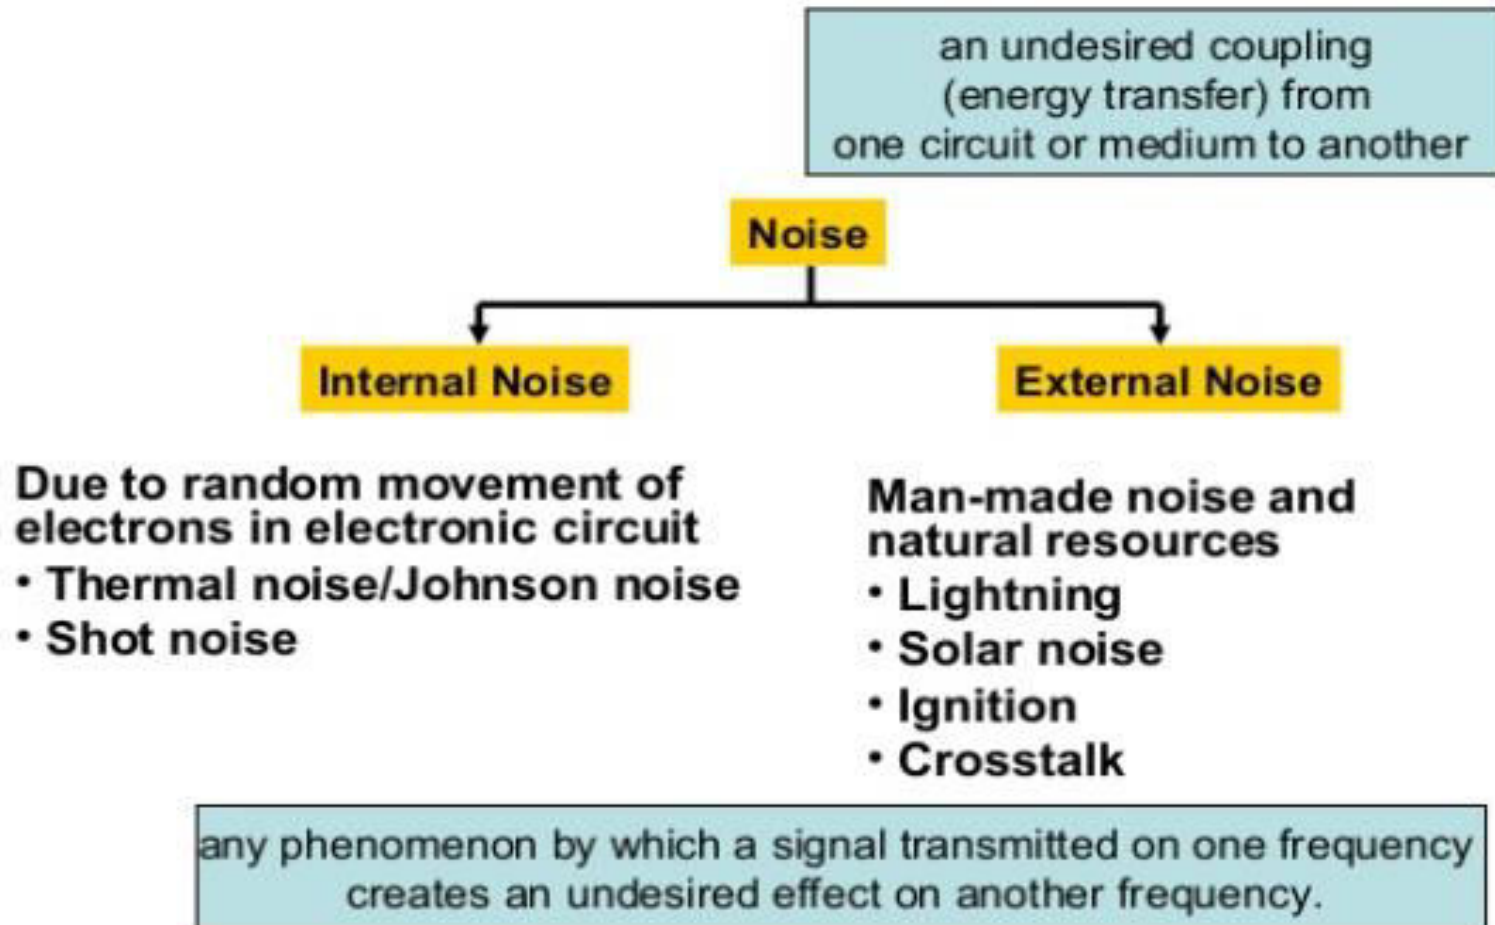 an undesired coupling
(energy transfer) from
one circuit or medium to another
Noise
Internal Noise
External Noise
Due to random movement of
electrons in electronic circuit
• Thermal noise/Johnson noise
• Shot noise
Man-made noise and
natural resources
• Lightning
• Solar noise
• Ignition
• Crosstalk
any phenomenon by which a signal transmitted on one frequency
creates an undesired effect on another frequency.